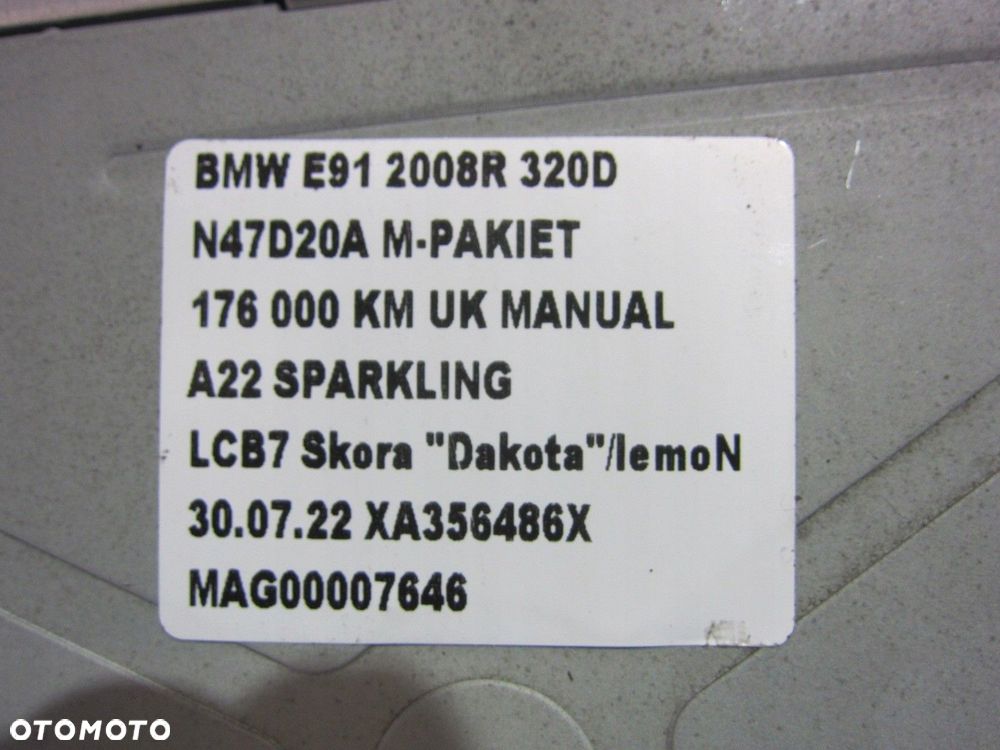 BMW E91 2008R 320D
N47D20A M-PAKIET
176 000 KM UK MANUAL
A22 SPARKLING
LCB7 Skora "Dakota"/lemoN
30.07.22 XA356486X
MAG00007646
OTOMOTO